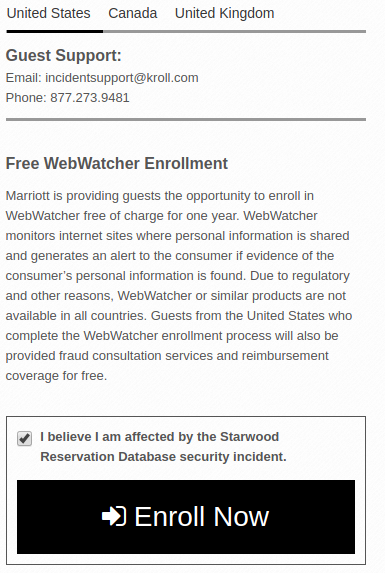 United States Canada United Kingdom
Guest Support:
Email: incidentsupport@kroll.com
Phone: 877.273.9481
Free WebWatcher Enrollment
Marriott is providing guests the opportunity to enroll in
WebWatcher free of charge for one year. WebWatcher
monitors internet sites where personal information is shared
and generates an alert to the consumer if evidence of the
consumer’s personal information is found. Due to regulatory
and other reasons, WebWatcher or similar products are not
available in all countries. Guests from the United States who
complete the WebWatcher enrollment process will also be
provided fraud consultation services and reimbursement
coverage for free.
I believe I am affected by the Starwood
Reservation Database security incident.
Enroll Now